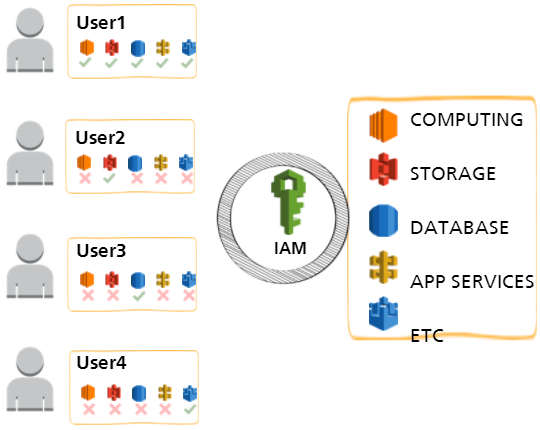 User1
User2
User3
User4
IAM
COMPUTING
STORAGE
DATABASE
APP SERVICES
ETC